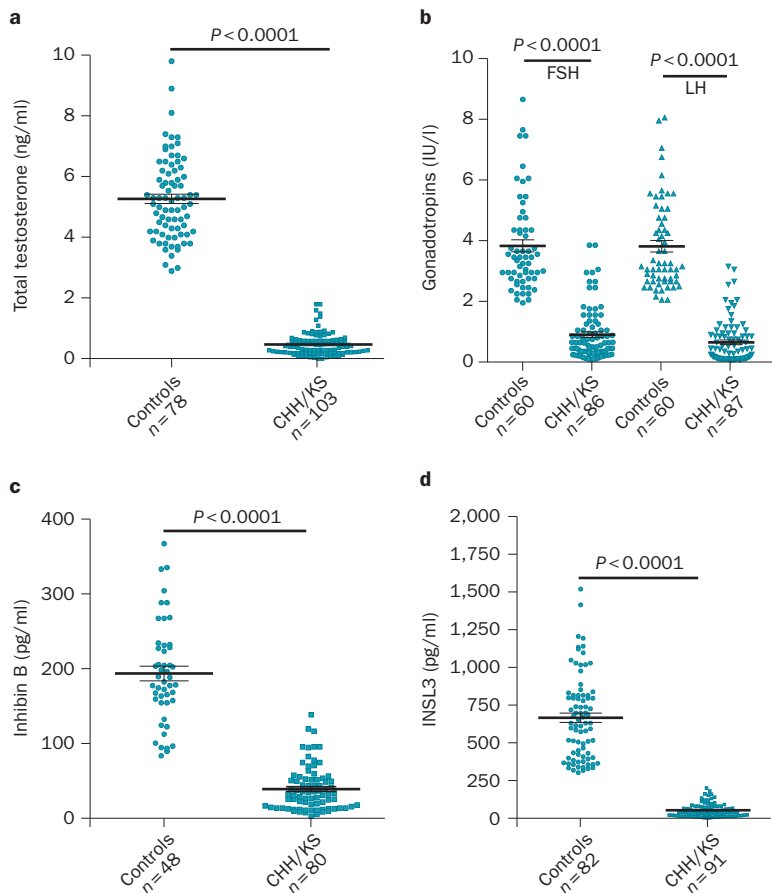 a
P<0.0001
Total testosterone (ng/ml)
10
8
6
4
2
0
Controls
n=78
CHH/KS
n=103
b
P<0.0001
FSH
P<0.0001
LH
Gonadotropins (IU/l)
10
8
6
4
2
0
Controls
n=60
CHH/KS
n=86
Controls
n=60
CHH/KS
n=87
c
P<0.0001
Inhibin B (pg/ml)
400
300
200
100
0
Controls
n=48
CHH/KS
n=80
d
P<0.0001
INSL3 (pg/ml)
2,000
1,750
1,500
1,250
1,000
750
500
250
0
Controls
n=82
CHH/KS
n=91